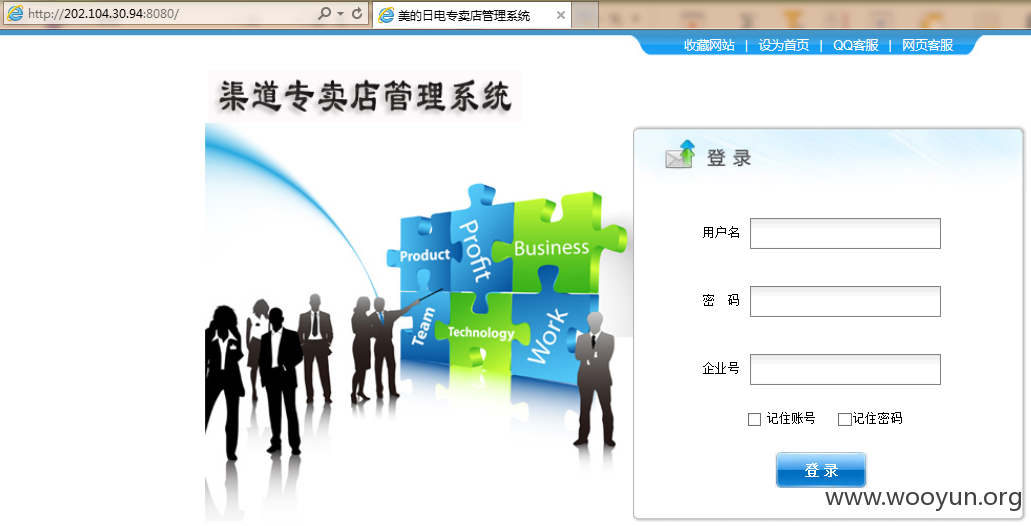 http://202.104.30.94:8080/
美的日电专卖店管理系统
收藏网站 | 设为首页 | QQ客服 | 网页客服
渠道专卖店管理系统
登 录
Product
Profit
Business
Team
Technology
Work
用户名
密 码
企业号
记住账号 记住密码
登 录
www.wooyun.org